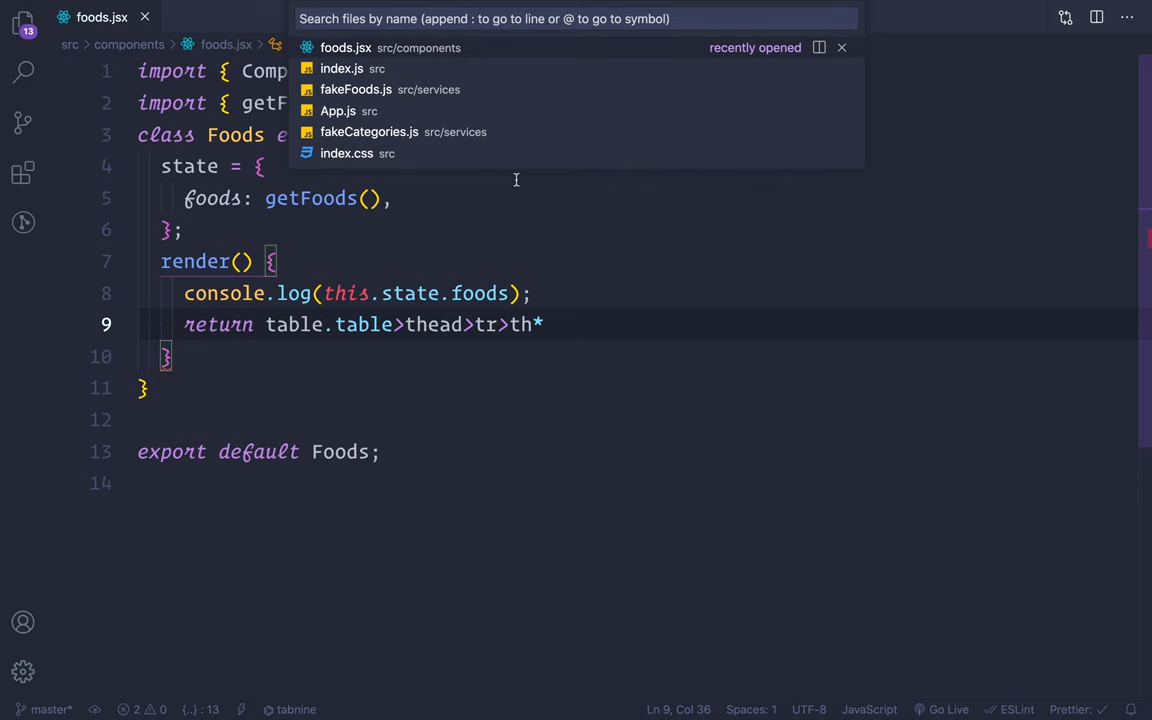 foods.jsx
13
Search files by name (append : to go to line or @ to go to symbol)
src components foods.jsx
foods.jsx src/components recently opened
index.js src
fakeFoods.js src/services
App.js src
fakeCategories.js src/services
index.css src
1 import { Comp
2 import { getF
3 class Foods e
4 state = {
5 foods: getFoods(),
6 };
7 render() {
8 console.log(this.state.foods);
9 return table.table>thead>tr>th*
10 }
11 }
12
13 export default Foods;
14
master* 2 0 {..} : 13 tabnine Ln 9, Col 36 Spaces: 1 UTF-8 JavaScript Go Live ESLint Prettier: